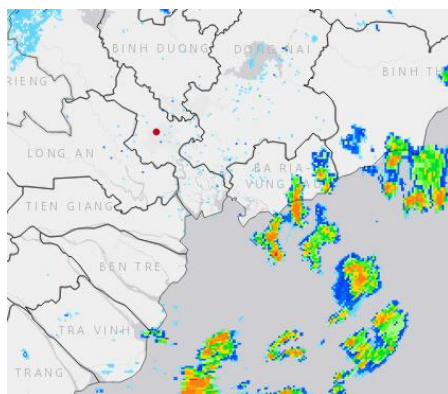 BINH DUONG
DONG NAI
BINH TH
RIENG
LONG AN
BA RIA
VUNG TAU
TIEN GIANG
BEN TRE
TRA VINH
TRANG